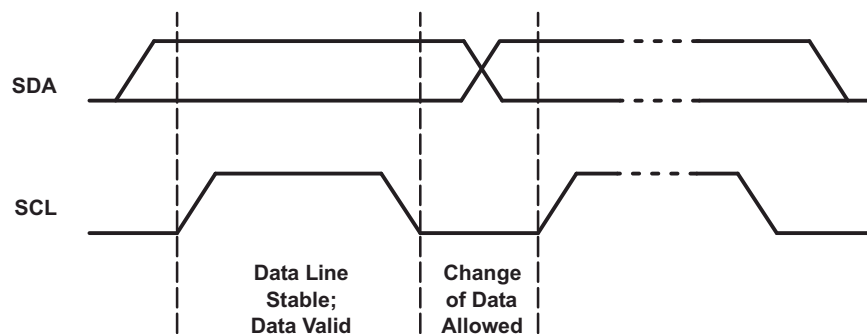 SDA
SCL
Data Line
Stable;
Data Valid
Change
of Data
Allowed